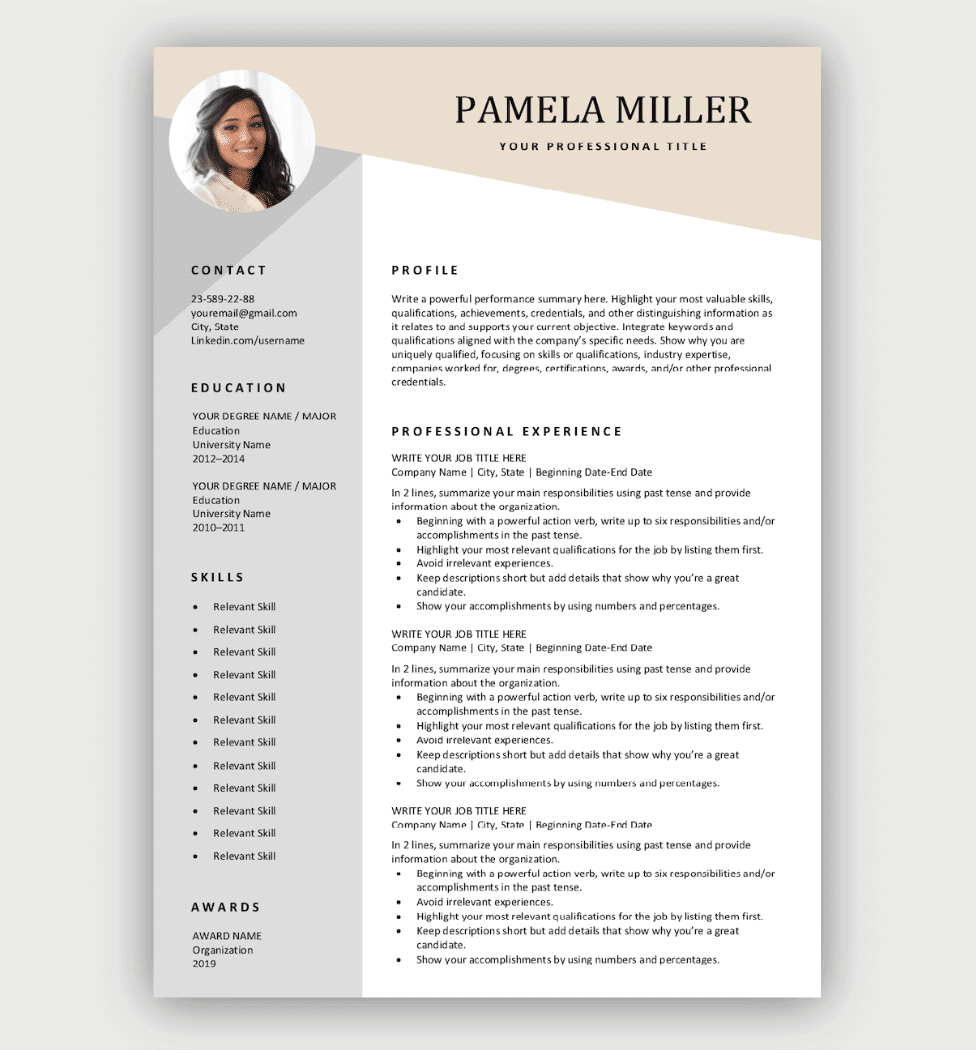 PAMELA MILLER
YOUR PROFESSIONAL TITLE
CONTACT
23-589-22-88
youremail@gmail.com
City, State
Linkedin.com/username
EDUCATION
YOUR DEGREE NAME / MAJOR
Education
University Name
2012–2014
YOUR DEGREE NAME / MAJOR
Education
University Name
2010–2011
SKILLS
• Relevant Skill
• Relevant Skill
• Relevant Skill
• Relevant Skill
• Relevant Skill
• Relevant Skill
• Relevant Skill
• Relevant Skill
• Relevant Skill
• Relevant Skill
• Relevant Skill
• Relevant Skill
AWARDS
AWARD NAME
Organization
2019
PROFILE
Write a powerful performance summary here. Highlight your most valuable skills,
qualifications, achievements, credentials, and other distinguishing information as
it relates to and supports your current objective. Integrate keywords and
qualifications aligned with the company's specific needs. Show why you are
uniquely qualified, focusing on skills or qualifications, industry expertise,
companies worked for, degrees, certifications, awards, and/or other professional
credentials.
PROFESSIONAL EXPERIENCE
WRITE YOUR JOB TITLE HERE
Company Name | City, State | Beginning Date-End Date
In 2 lines, summarize your main responsibilities using past tense and provide
information about the organization.
• Beginning with a powerful action verb, write up to six responsibilities and/or
accomplishments in the past tense.
• Highlight your most relevant qualifications for the job by listing them first.
• Avoid irrelevant experiences.
• Keep descriptions short but add details that show why you're a great
candidate.
• Show your accomplishments by using numbers and percentages.
WRITE YOUR JOB TITLE HERE
Company Name | City, State | Beginning Date-End Date
In 2 lines, summarize your main responsibilities using past tense and provide
information about the organization.
• Beginning with a powerful action verb, write up to six responsibilities and/or
accomplishments in the past tense.
• Highlight your most relevant qualifications for the job by listing them first.
• Avoid irrelevant experiences.
• Keep descriptions short but add details that show why you're a great
candidate.
• Show your accomplishments by using numbers and percentages.
WRITE YOUR JOB TITLE HERE
Company Name | City, State | Beginning Date-End Date
In 2 lines, summarize your main responsibilities using past tense and provide
information about the organization.
• Beginning with a powerful action verb, write up to six responsibilities and/or
accomplishments in the past tense.
• Avoid irrelevant experiences.
• Highlight your most relevant qualifications for the job by listing them first.
• Keep descriptions short but add details that show why you're a great
candidate.
• Show your accomplishments by using numbers and percentages.